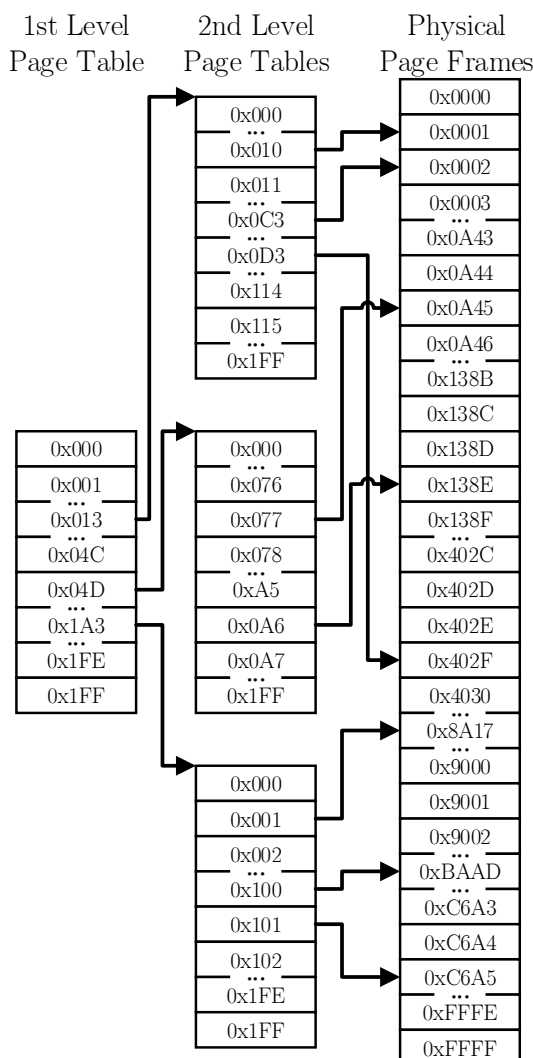 1st Level
Page Table
0x000
0x001
...
0x013
...
0x04C
0x04D
...
0x1A3
...
0x1FE
0x1FF
2nd Level
Page Tables
0x000
...
0x010
0x011
...
0x0C3
...
0x0D3
...
0x114
0x115
...
0x1FF
0x000
...
0x076
0x077
0x078
...
0xA5
0x0A6
0x0A7
...
0x1FF
0x000
0x001
0x002
...
0x100
0x101
0x102
...
0x1FE
0x1FF
Physical
Page Frames
0x0000
0x0001
0x0002
0x0003
...
0x0A43
0x0A44
0x0A45
0x0A46
...
0x138B
0x138C
0x138D
0x138E
0x138F
...
0x402C
0x402D
0x402E
0x402F
0x4030
...
0x8A17
...
0x9000
0x9001
0x9002
...
0xBAAD
...
0xC6A3
0xC6A4
0xC6A5
...
0xFFFE
0xFFFF